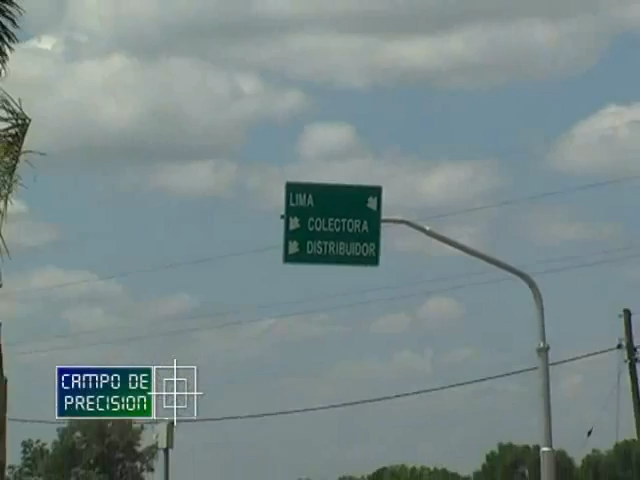 LIMA
COLECTORA
DISTRIBUIDOR
CAMPO DE
PRECISION